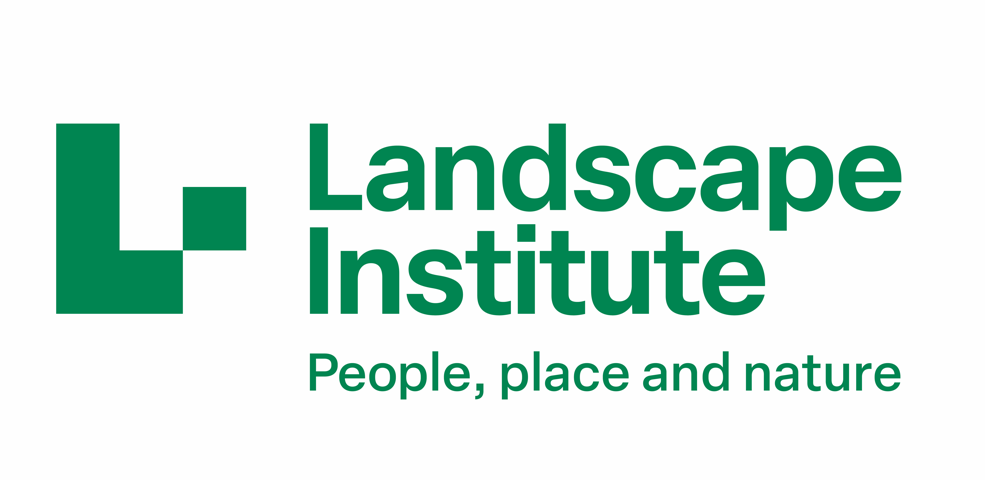 Landscape
Institute
People, place and nature